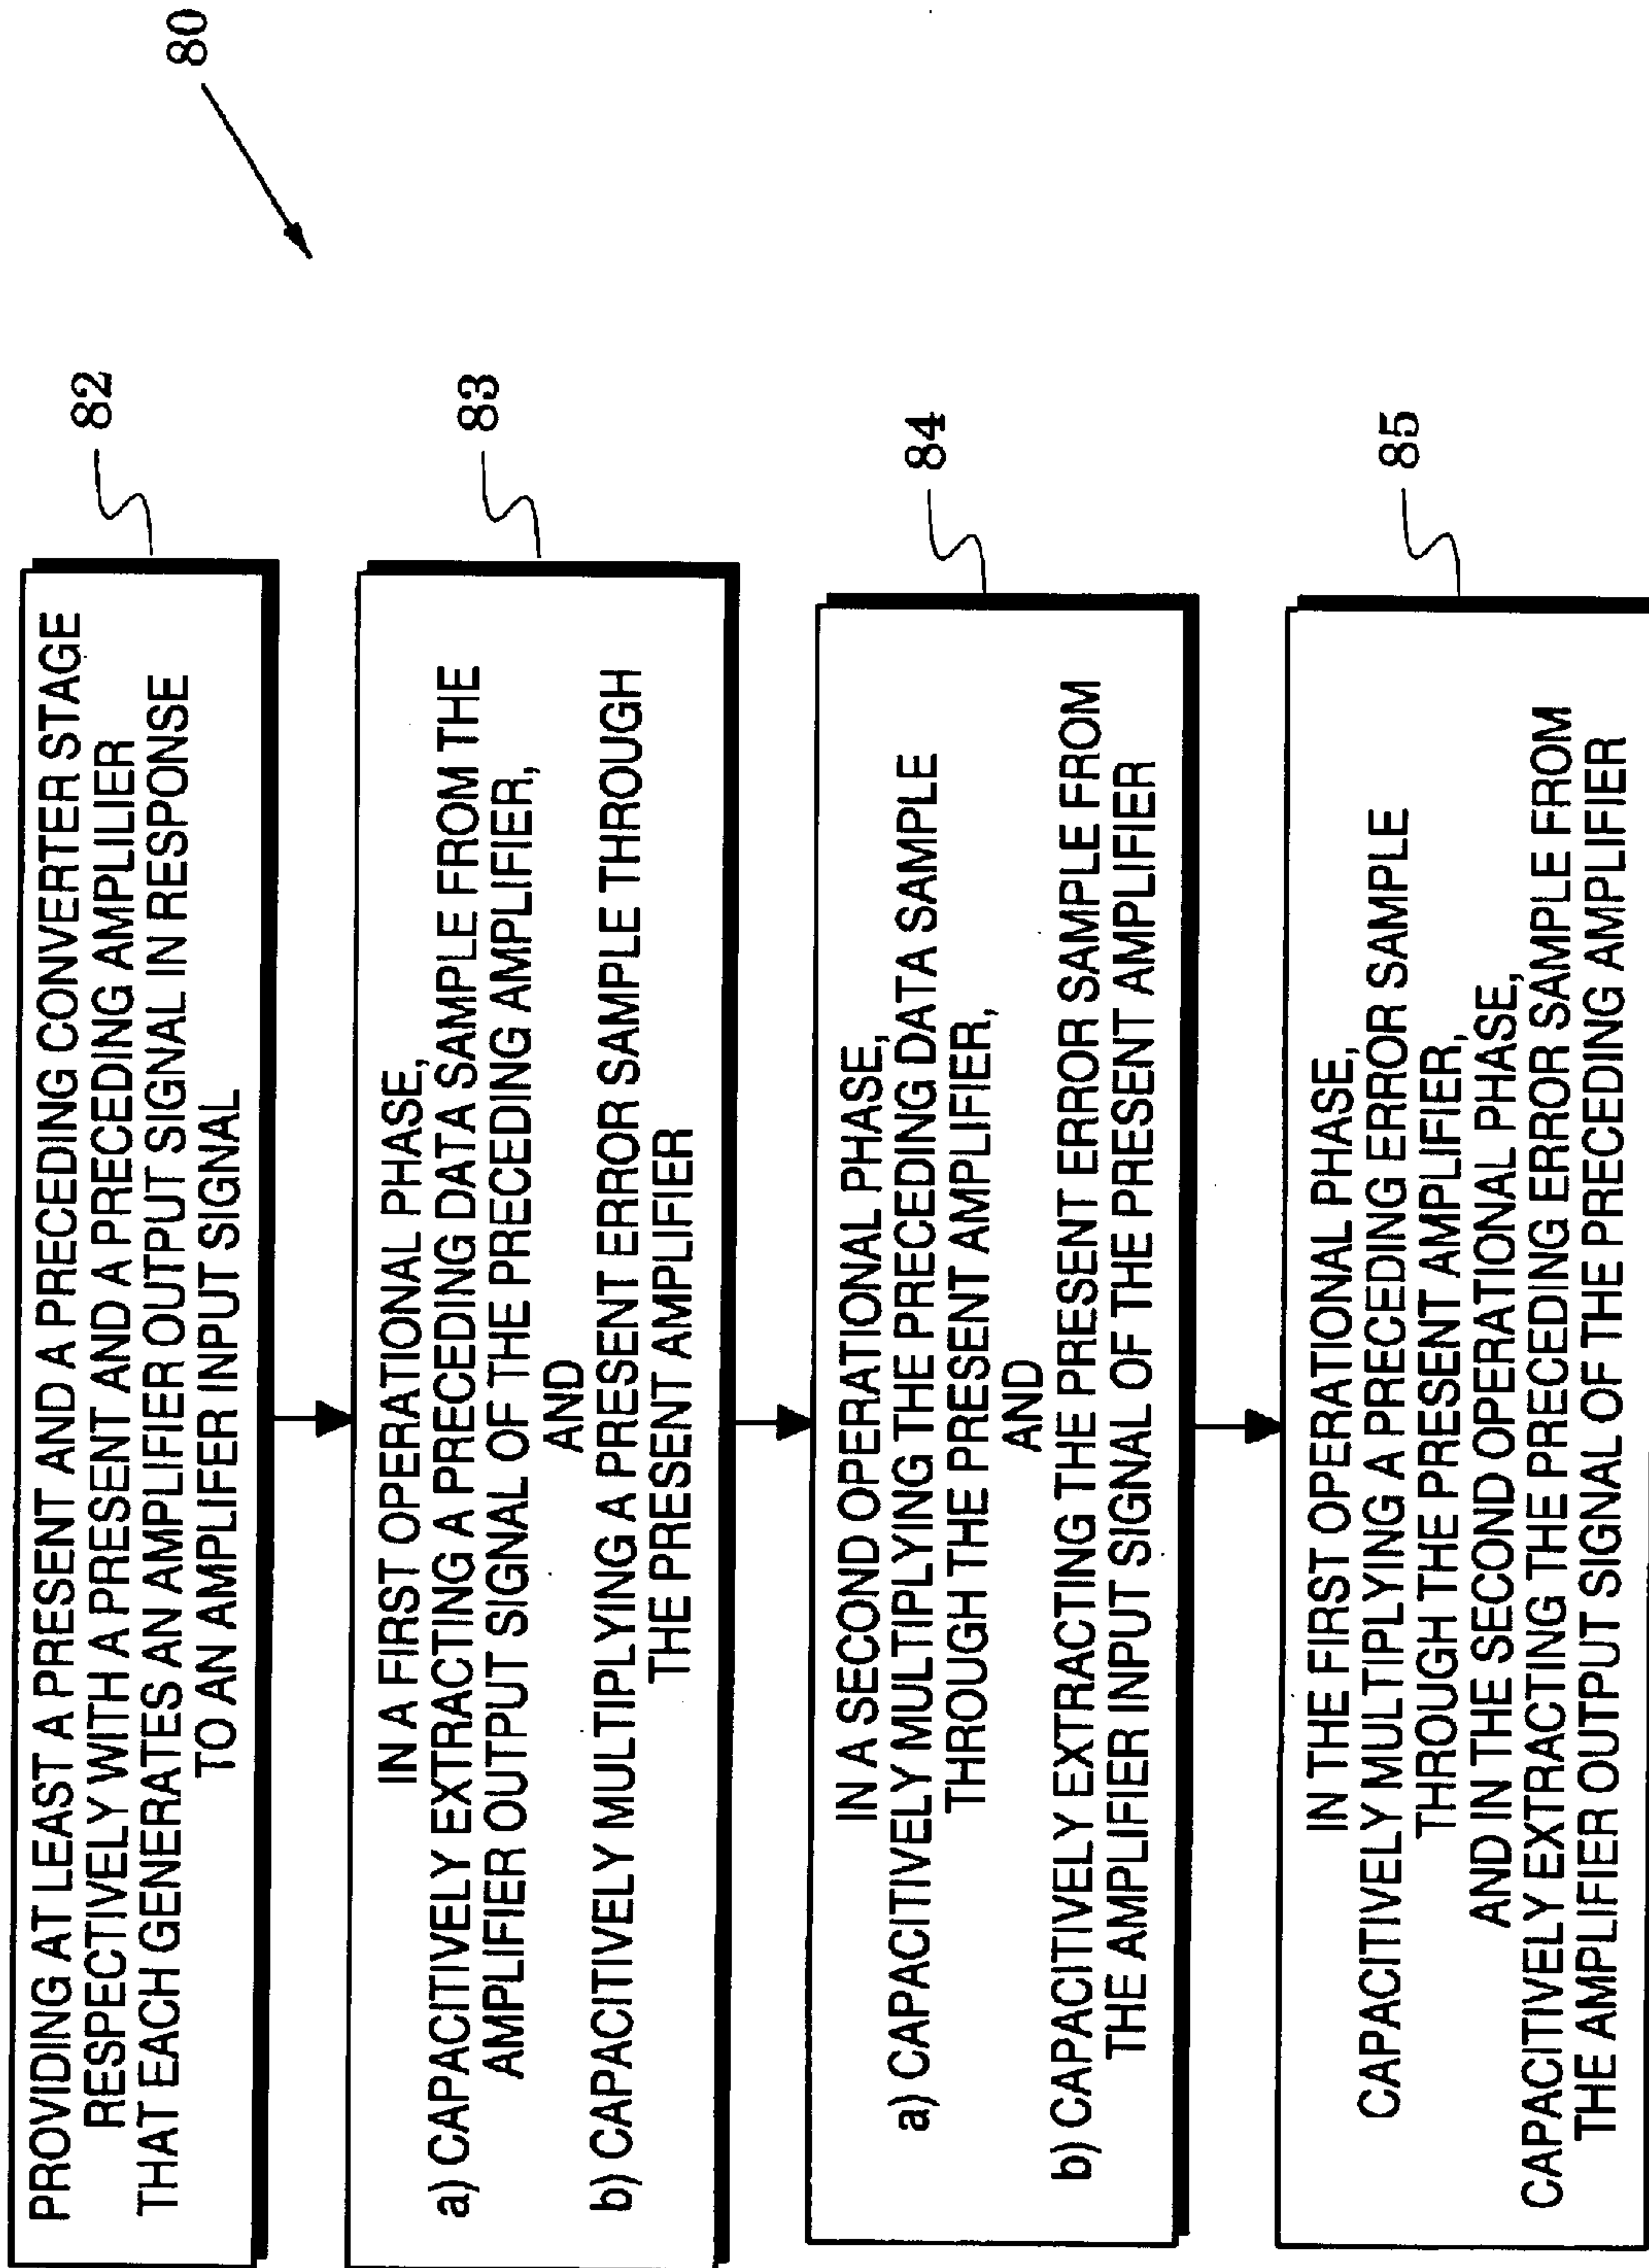 80
PROVIDING AT LEAST A PRESENT AND A PRECEDING CONVERTER STAGE
RESPECTIVELY WITH A PRESENT AND A PRECEDING AMPLIFIER
THAT EACH GENERATES AN AMPLIFIER OUTPUT SIGNAL IN RESPONSE
TO AN AMPLIFER INPUT SIGNAL
82
IN A FIRST OPERATIONAL PHASE,
a) CAPACITIVELY EXTRACTING A PRECEDING DATA SAMPLE FROM THE
AMPLIFIER OUTPUT SIGNAL OF THE PRECEDING AMPLIFIER,
AND
b) CAPACITIVELY MULTIPLYING A PRESENT ERROR SAMPLE THROUGH
THE PRESENT AMPLIFIER
83
IN A SECOND OPERATIONAL PHASE,
a) CAPACITIVELY MULTIPLYING THE PRECEDING DATA SAMPLE
THROUGH THE PRESENT AMPLIFIER,
AND
b) CAPACITIVELY EXTRACTING THE PRESENT ERROR SAMPLE FROM
THE AMPLIFIER INPUT SIGNAL OF THE PRESENT AMPLIFIER
84
IN THE FIRST OPERATIONAL PHASE,
CAPACITIVELY MULTIPLYING A PRECEDING ERROR SAMPLE
THROUGH THE PRESENT AMPLIFIER,
AND IN THE SECOND OPERATIONAL PHASE,
CAPACITIVELY EXTRACTING THE PRECEDING ERROR SAMPLE FROM
THE AMPLIFIER OUTPUT SIGNAL OF THE PRECEDING AMPLIFIER
85